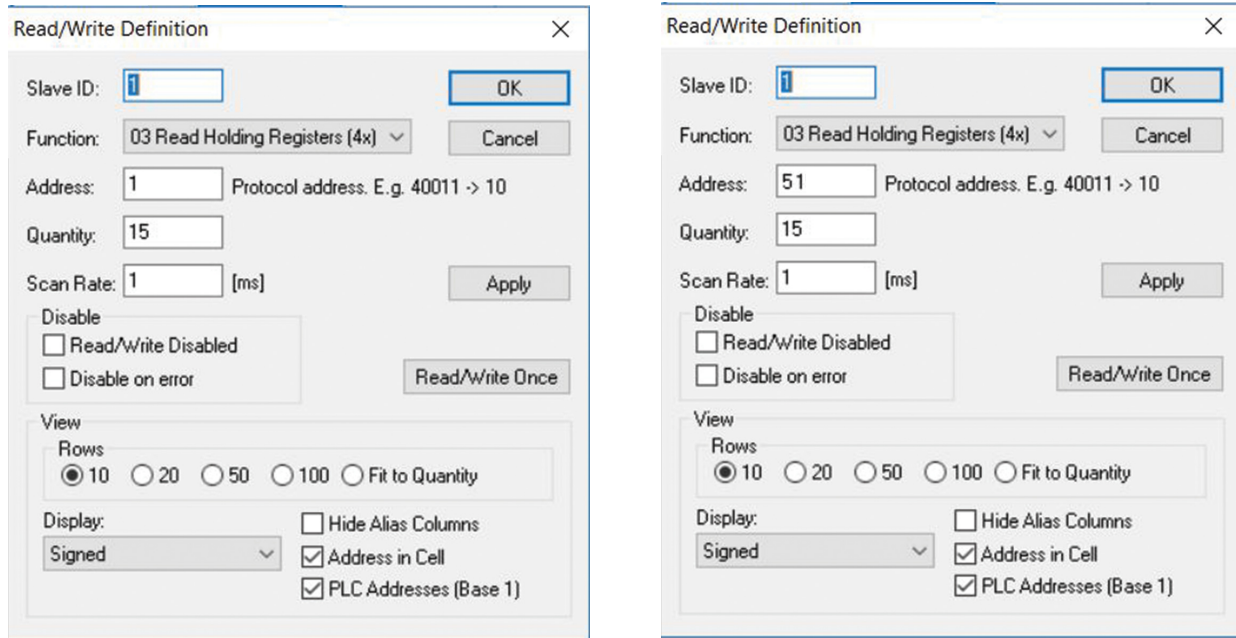 Read/Write Definition
Slave ID: 1 OK
Function: 03 Read Holding Registers (4x) Cancel
Address: 1 Protocol address. E.g. 40011 -> 10
Quantity: 15
Scan Rate: 1 [ms] Apply
Disable
Read/Write Disabled
Disable on error
Read/Write Once
View
Rows
10 20 50 100 Fit to Quantity
Display:
Hide Alias Columns
Signed
Address in Cell
PLC Addresses (Base 1)
Read/Write Definition
Slave ID: 1 OK
Function: 03 Read Holding Registers (4x) Cancel
Address: 51 Protocol address. E.g. 40011 -> 10
Quantity: 15
Scan Rate: 1 [ms] Apply
Disable
Read/Write Disabled
Disable on error
Read/Write Once
View
Rows
10 20 50 100 Fit to Quantity
Display:
Hide Alias Columns
Signed
Address in Cell
PLC Addresses (Base 1)